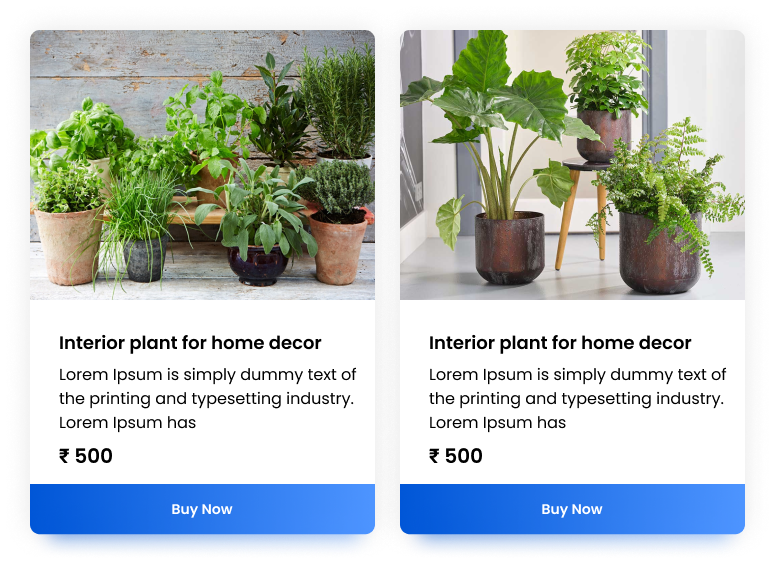 Interior plant for home decor
Lorem Ipsum is simply dummy text of
the printing and typesetting industry.
Lorem Ipsum has
₹ 500
Buy Now
Interior plant for home decor
Lorem Ipsum is simply dummy text of
the printing and typesetting industry.
Lorem Ipsum has
₹ 500
Buy Now